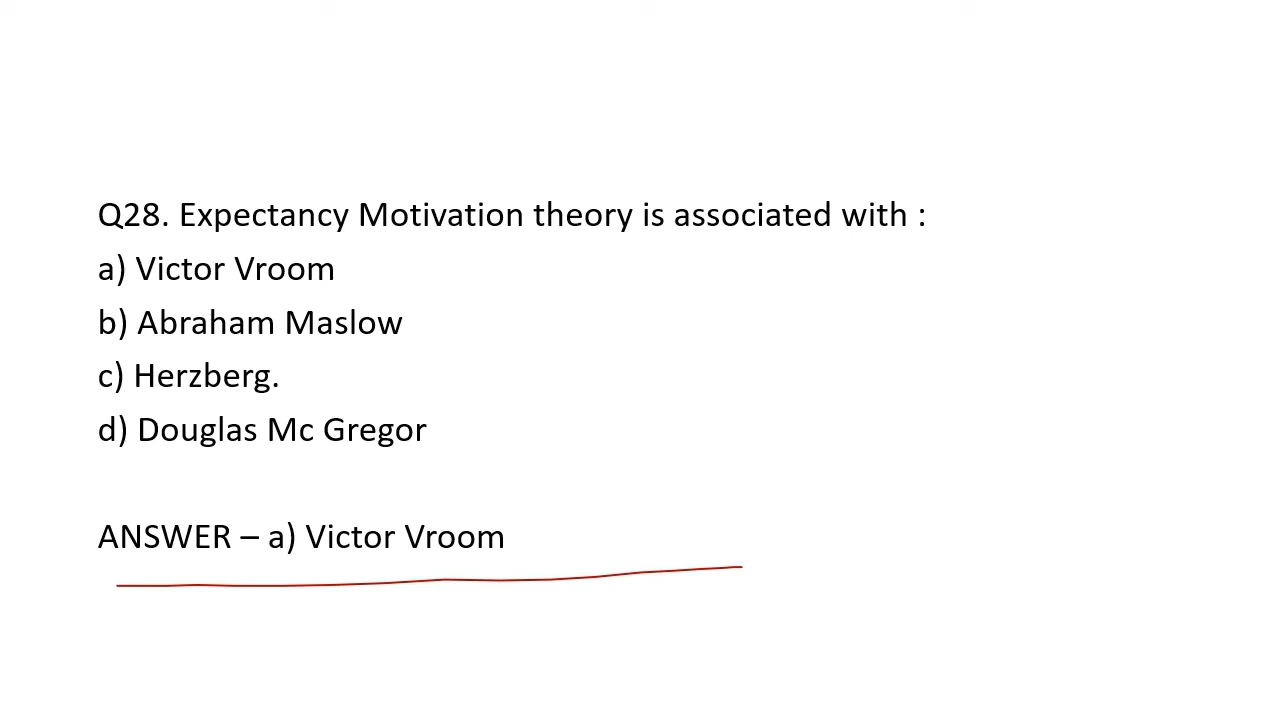 Q28. Expectancy Motivation theory is associated with :
a) Victor Vroom
b) Abraham Maslow
c) Herzberg.
d) Douglas Mc Gregor
ANSWER – a) Victor Vroom